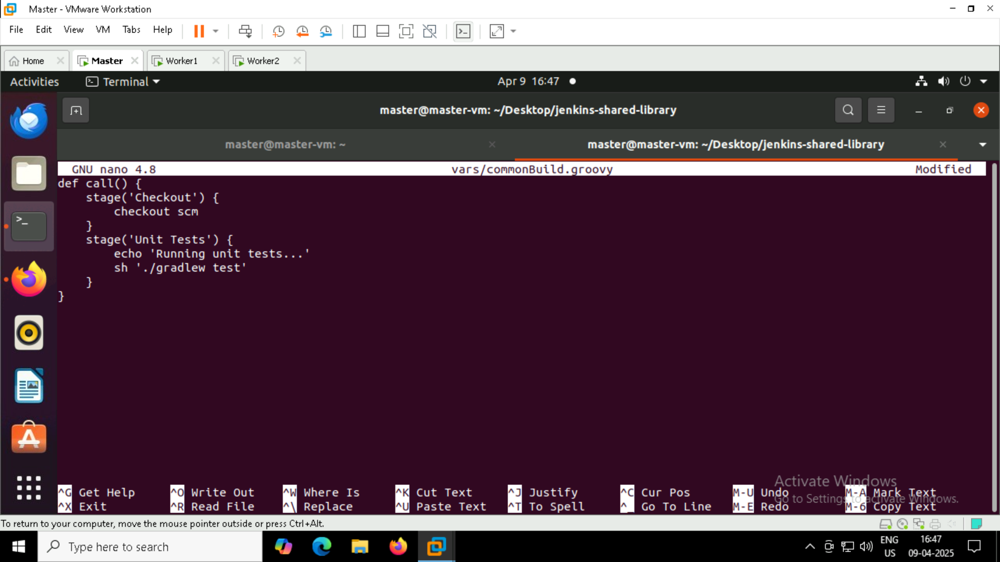 Master - VMware Workstation
File Edit View VM Tabs Help
Home Master Worker1 Worker2
Activities Terminal Apr 9 16:47
master@master-vm: ~/Desktop/jenkins-shared-library
master@master-vm: ~ master@master-vm: ~/Desktop/jenkins-shared-library
GNU nano 4.8 vars/commonBuild.groovy Modified
def call() {
    stage('Checkout') {
        checkout scm
    }
    stage('Unit Tests') {
        echo 'Running unit tests...'
        sh './gradlew test'
    }
}
Activate Windows
Go to Settings to activate Windows.
^G Get Help ^O Write Out ^W Where Is ^K Cut Text ^J Justify ^C Cur Pos M-U Undo M-A Mark Text
^X Exit ^R Read File ^\ Replace ^U Paste Text ^T To Spell ^_ Go To Line M-E Redo M-6 Copy Text
To return to your computer, move the mouse pointer outside or press Ctrl+Alt.
Type here to search
ENG
US
16:47
09-04-2025